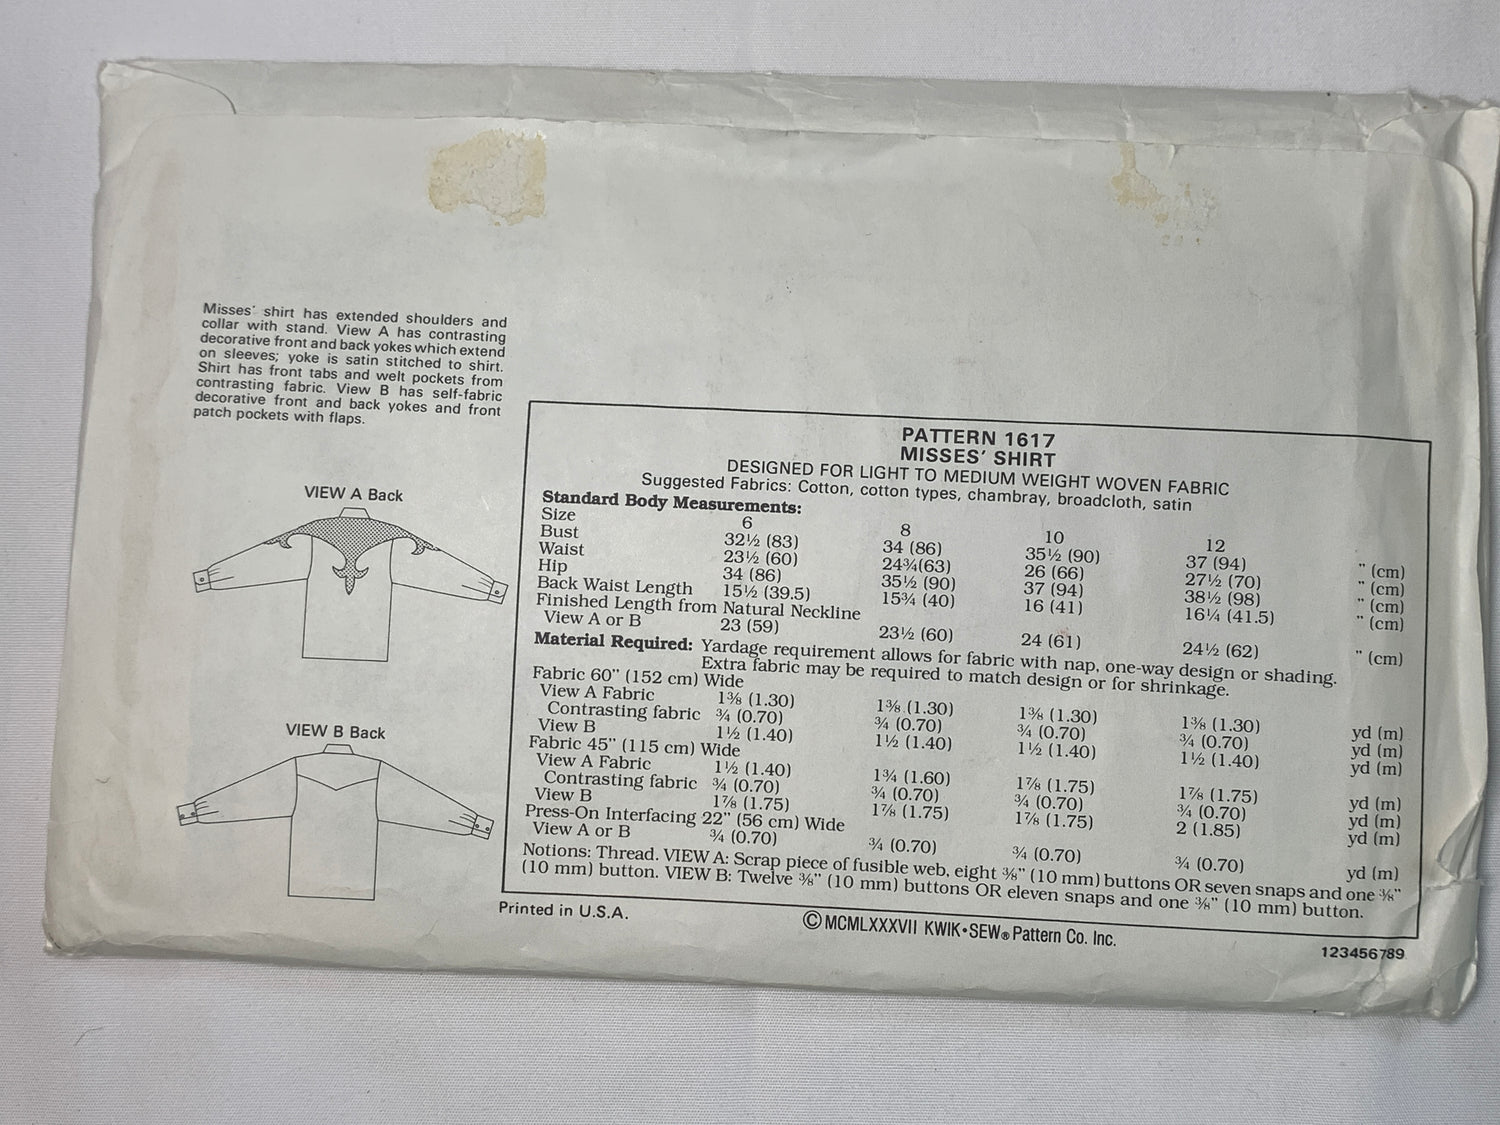 Misses' shirt has extended shoulders and
collar with stand. View A has contrasting
decorative front and back yokes which extend
on sleeves; yoke is satin stitched to shirt.
Shirt has front tabs and welt pockets from
contrasting fabric. View B has self-fabric
decorative front and back yokes and front
patch pockets with flaps.
VIEW A Back
VIEW B Back
PATTERN 1617
MISSES' SHIRT
DESIGNED FOR LIGHT TO MEDIUM WEIGHT WOVEN FABRIC
Suggested Fabrics: Cotton, cotton types, chambray, broadcloth, satin
Standard Body Measurements:
Size 6 8 10 12
Bust 32½ (83) 34 (86) 35½ (90) 37 (94) " (cm)
Waist 23½ (60) 24¾(63) 26 (66) 27½ (70) " (cm)
Hip 34 (86) 35½ (90) 37 (94) 38½ (98) " (cm)
Back Waist Length 15½ (39.5) 15¾ (40) 16 (41) 16¼ (41.5) " (cm)
Finished Length from Natural Neckline
View A or B 23 (59) 23½ (60) 24 (61) 24½ (62) " (cm)
Material Required: Yardage requirement allows for fabric with nap, one-way design or shading.
Extra fabric may be required to match design or for shrinkage.
Fabric 60" (152 cm) Wide
View A Fabric 1⅜ (1.30) 1⅜ (1.30) 1⅜ (1.30) 1⅜ (1.30) yd (m)
Contrasting fabric ¾ (0.70) ¾ (0.70) ¾ (0.70) ¾ (0.70) yd (m)
View B 1½ (1.40) 1½ (1.40) 1½ (1.40) 1½ (1.40) yd (m)
Fabric 45" (115 cm) Wide
View A Fabric 1½ (1.40) 1¾ (1.60) 1⅞ (1.75) 1⅞ (1.75) yd (m)
Contrasting fabric ¾ (0.70) ¾ (0.70) ¾ (0.70) ¾ (0.70) yd (m)
View B 1⅞ (1.75) 1⅞ (1.75) 1⅞ (1.75) 2 (1.85) yd (m)
Press-On Interfacing 22" (56 cm) Wide
View A or B ¾ (0.70) ¾ (0.70) ¾ (0.70) ¾ (0.70) yd (m)
Notions: Thread. VIEW A: Scrap piece of fusible web, eight ⅜" (10 mm) buttons OR seven snaps and one ⅜"
(10 mm) button. VIEW B: Twelve ⅜" (10 mm) buttons OR eleven snaps and one ⅜" (10 mm) button.
Printed in U.S.A.
© MCMLXXXVII KWIK•SEW® Pattern Co. Inc.
123456789